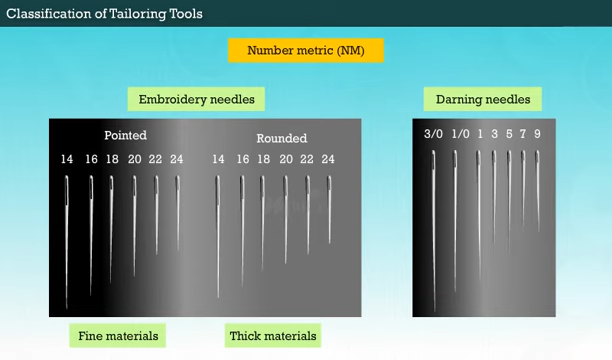 Classification of Tailoring Tools
Number metric (NM)
Embroidery needles
Darning needles
Pointed
Rounded
14 16 18 20 22 24
14 16 18 20 22 24
3/0 1/0 1 3 5 7 9
Fine materials
Thick materials